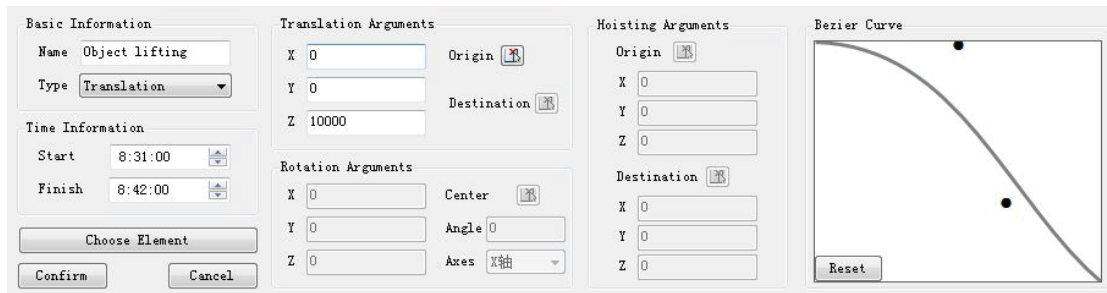 Basic Information
Name Object lifting
Type Translation
Time Information
Start 8:31:00
Finish 8:42:00
Choose Element
Confirm Cancel
Translation Arguments
X 0 Origin
Y 0
Destination
Z 10000
Rotation Arguments
X 0 Center
Y 0 Angle 0
Z 0 Axes X轴
Hoisting Arguments
Origin
X 0
Y 0
Z 0
Destination
X 0
Y 0
Z 0
Bezier Curve
Reset